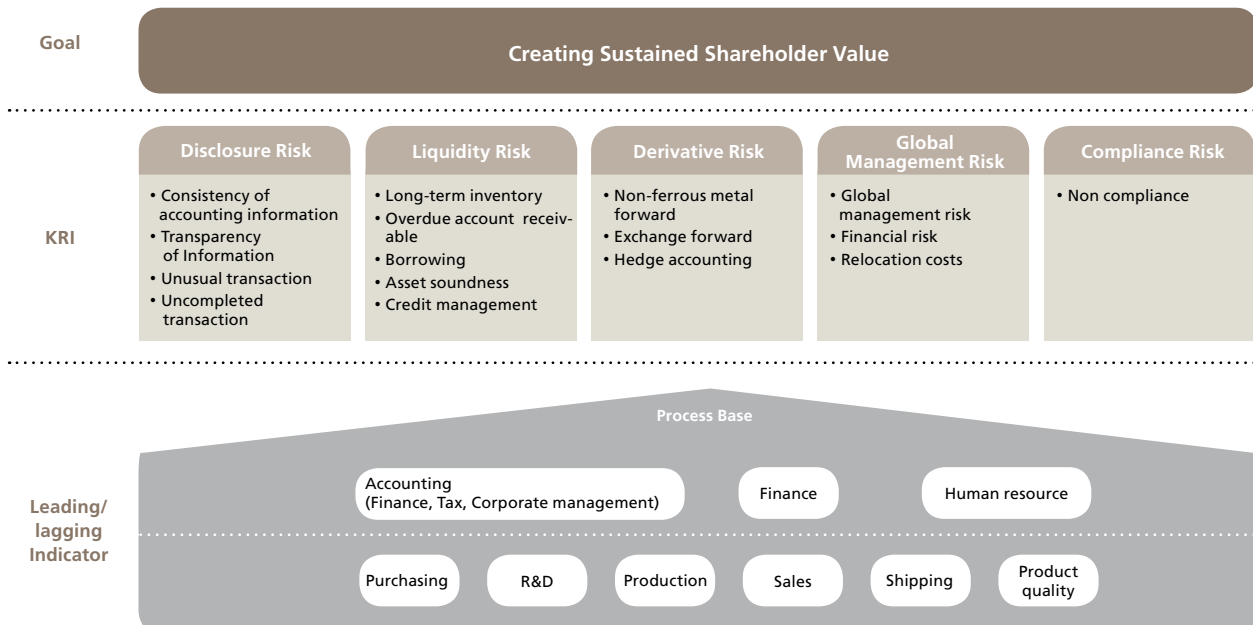 Goal
Creating Sustained Shareholder Value
KRI
Disclosure Risk
• Consistency of
accounting information
• Transparency
of Information
• Unusual transaction
• Uncompleted
transaction
Liquidity Risk
• Long-term inventory
• Overdue account receiv-
able
• Borrowing
• Asset soundness
• Credit management
Derivative Risk
• Non-ferrous metal
forward
• Exchange forward
• Hedge accounting
Global
Management Risk
• Global
management risk
• Financial risk
• Relocation costs
Compliance Risk
• Non compliance
Leading/
lagging
Indicator
Process Base
Accounting
(Finance, Tax, Corporate management)
Finance
Human resource
Purchasing
R&D
Production
Sales
Shipping
Product
quality